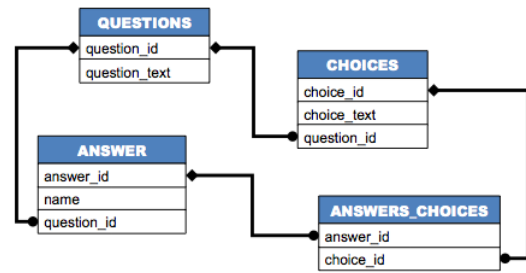 QUESTIONS
question_id
question_text
CHOICES
choice_id
choice_text
question_id
ANSWER
answer_id
name
question_id
ANSWERS_CHOICES
answer_id
choice_id